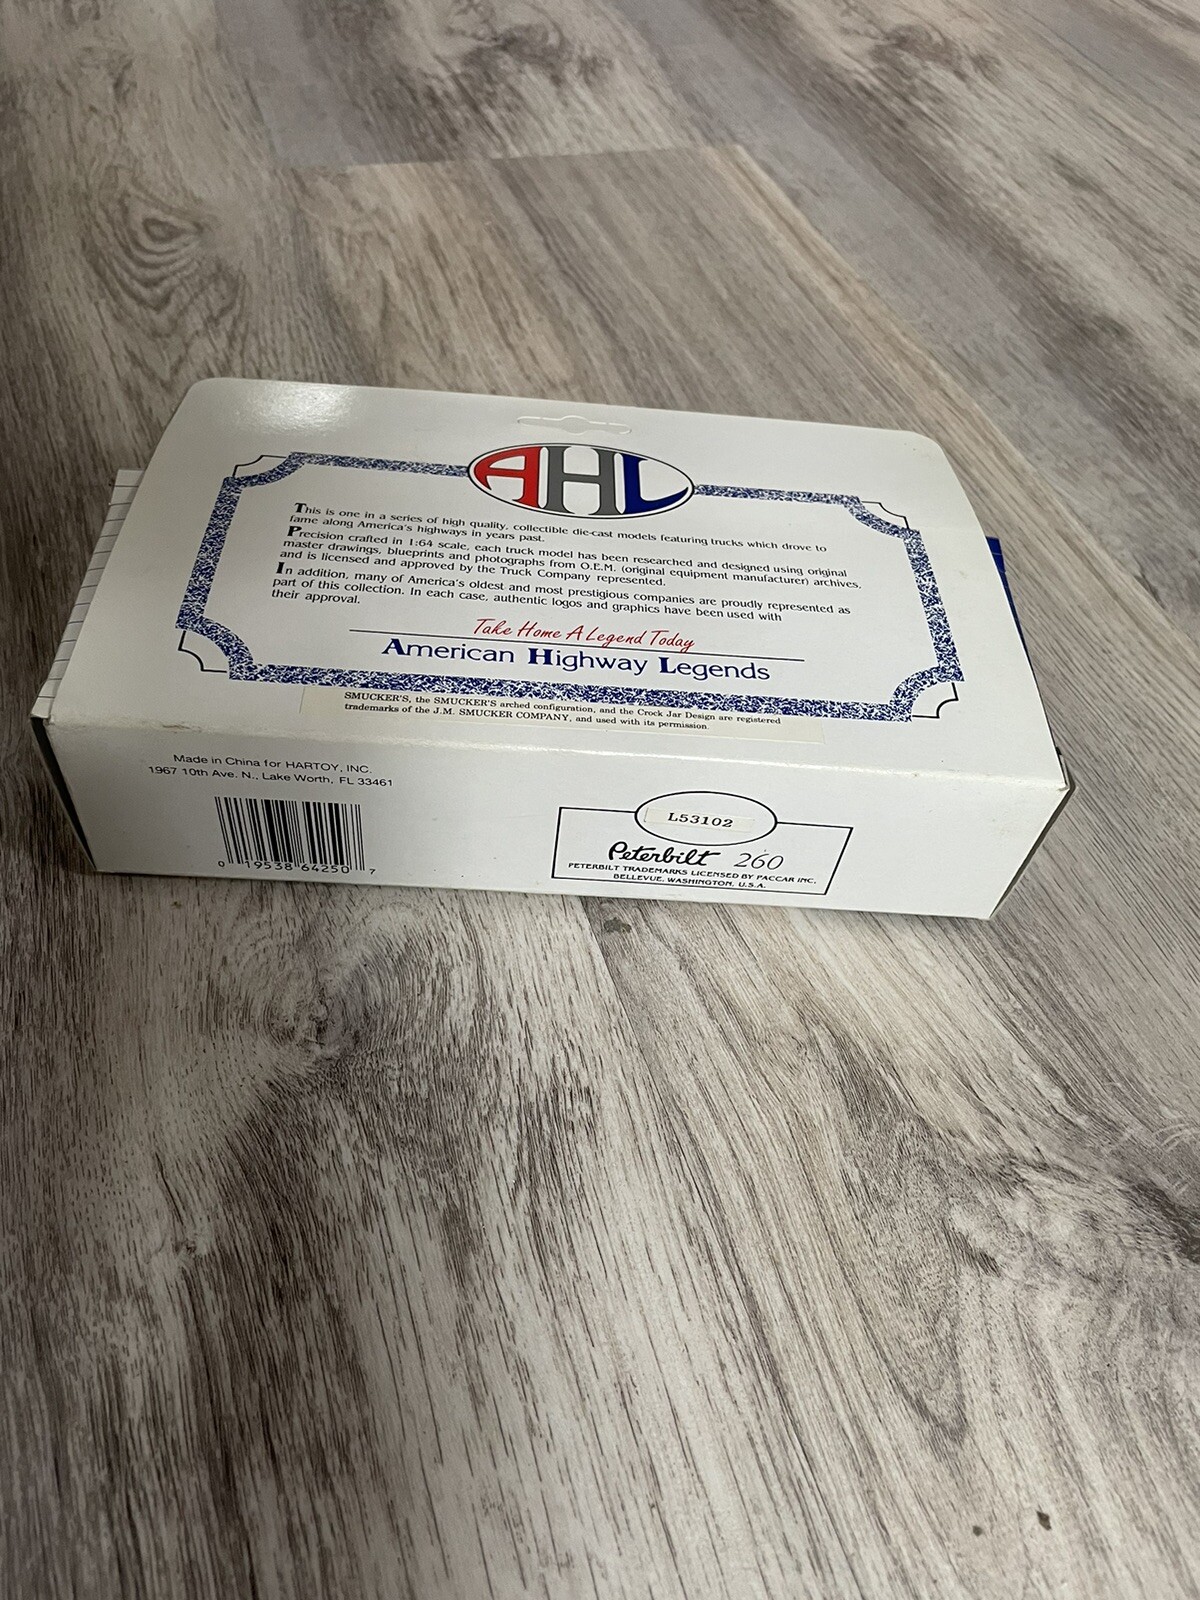 AHL
This is one in a series of high quality, collectible die-cast models featuring trucks which drove to
fame along America's highways in years past.
Precision crafted in 1:64 scale, each truck model has been researched and designed using original
master drawings, blueprints and photographs from O.E.M. (original equipment manufacturer) archives,
and is licensed and approved by the Truck Company represented.
In addition, many of America's oldest and most prestigious companies are proudly represented as
part of this collection. In each case, authentic logos and graphics have been used with
their approval.
Take Home A Legend Today
American Highway Legends
SMUCKER'S, the SMUCKER'S arched configuration, and the Crock Jar Design are registered
trademarks of the J.M. SMUCKER COMPANY, and used with its permission.
Made in China for HARTOY, INC.
1967 10th Ave. N., Lake Worth, FL 33461
0 19538 64250 7
L53102
Peterbilt 260
PETERBILT TRADEMARKS LICENSED BY PACCAR INC.
BELLEVUE, WASHINGTON, U.S.A.